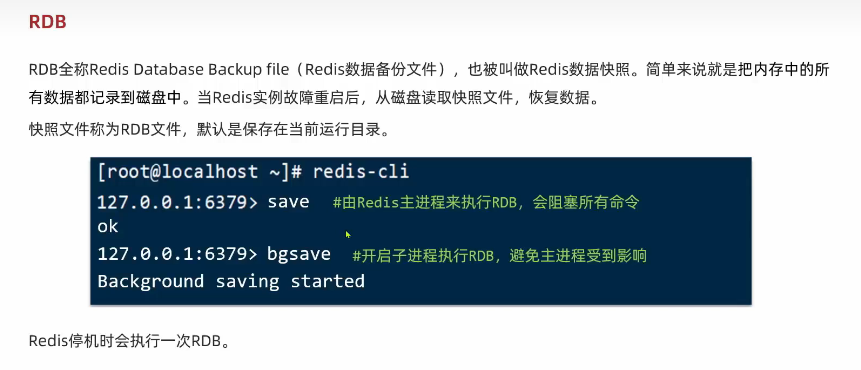 RDB
RDB全称Redis Database Backup file（Redis数据备份文件），也被叫做Redis数据快照。简单来说就是把内存中的所
有数据都记录到磁盘中。当Redis实例故障重启后，从磁盘读取快照文件，恢复数据。
快照文件称为RDB文件，默认是保存在当前运行目录。
[root@localhost ~]# redis-cli
127.0.0.1:6379> save #由Redis主进程来执行RDB，会阻塞所有命令
ok
127.0.0.1:6379> bgsave #开启子进程执行RDB，避免主进程受到影响
Background saving started
Redis停机时会执行一次RDB。